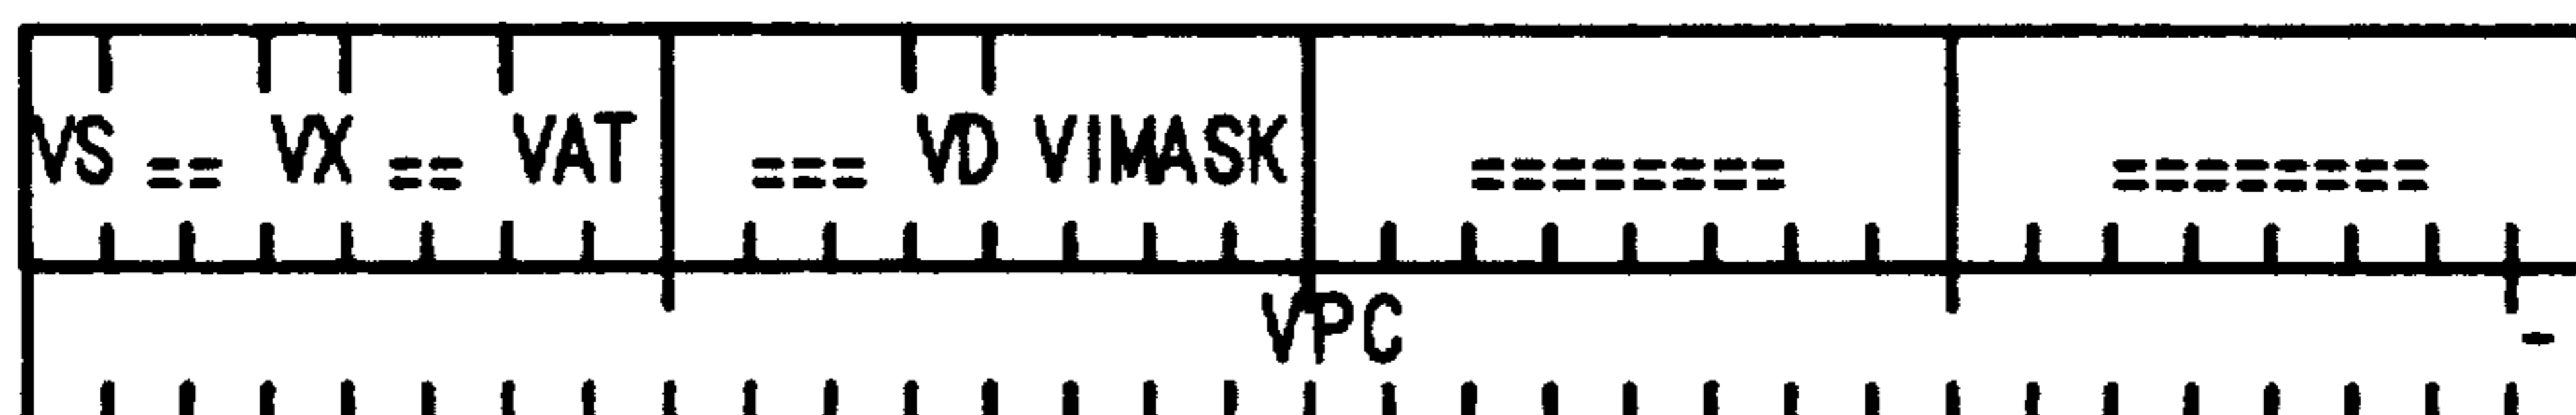 VS == VX == VAT === VD VIMASK ======== ========
VPC -